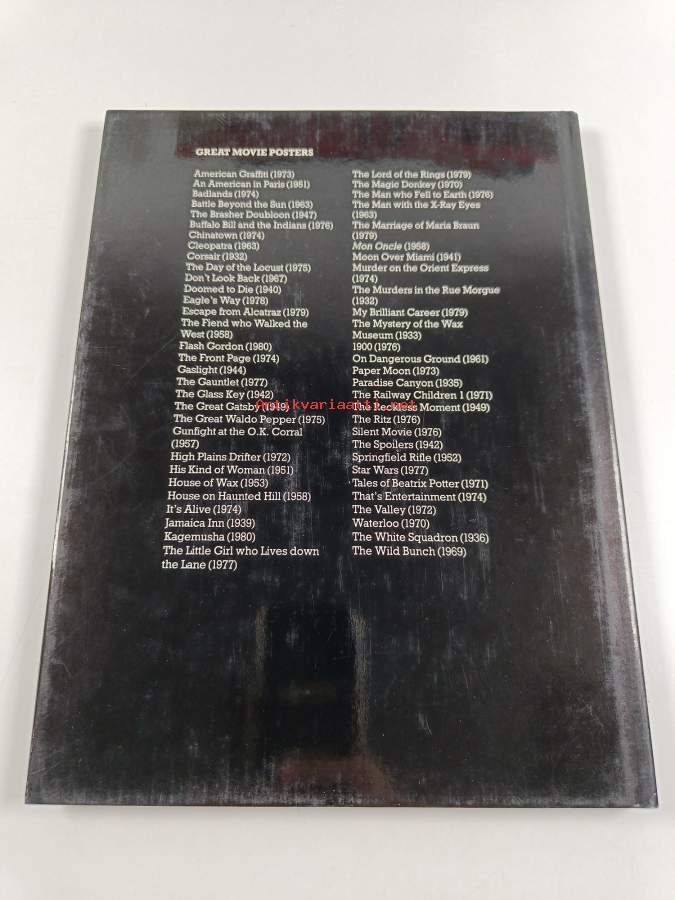 GREAT MOVIE POSTERS
American Graffiti (1973)
An American in Paris (1951)
Badlands (1974)
Battle Beyond the Sun (1963)
The Brasher Doubloon (1947)
Buffalo Bill and the Indians (1976)
Chinatown (1974)
Cleopatra (1963)
Corsair (1932)
The Day of the Locust (1975)
Don't Look Back (1967)
Doomed to Die (1940)
Eagle's Way (1978)
Escape from Alcatraz (1979)
The Fiend who Walked the
West (1958)
Flash Gordon (1980)
The Front Page (1974)
Gaslight (1944)
The Gauntlet (1977)
The Glass Key (1942)
The Great Gatsby (1949)
The Great Waldo Pepper (1975)
Gunfight at the O.K. Corral
(1957)
High Plains Drifter (1972)
His Kind of Woman (1951)
House of Wax (1953)
House on Haunted Hill (1958)
It's Alive (1974)
Jamaica Inn (1939)
Kagemusha (1980)
The Little Girl who Lives down
the Lane (1977)
The Lord of the Rings (1979)
The Magic Donkey (1970)
The Man who Fell to Earth (1976)
The Man with the X-Ray Eyes
(1963)
The Marriage of Maria Braun
(1979)
Mon Oncle (1958)
Moon Over Miami (1941)
Murder on the Orient Express
(1974)
The Murders in the Rue Morgue
(1932)
My Brilliant Career (1979)
The Mystery of the Wax
Museum (1933)
1900 (1976)
On Dangerous Ground (1961)
Paper Moon (1973)
Paradise Canyon (1935)
The Railway Children 1 (1971)
The Reckless Moment (1949)
The Ritz (1976)
Silent Movie (1976)
The Spoilers (1942)
Springfield Rifle (1952)
Star Wars (1977)
Tales of Beatrix Potter (1971)
That's Entertainment (1974)
The Valley (1972)
Waterloo (1970)
The White Squadron (1936)
The Wild Bunch (1969)
Antikvariaatti.net